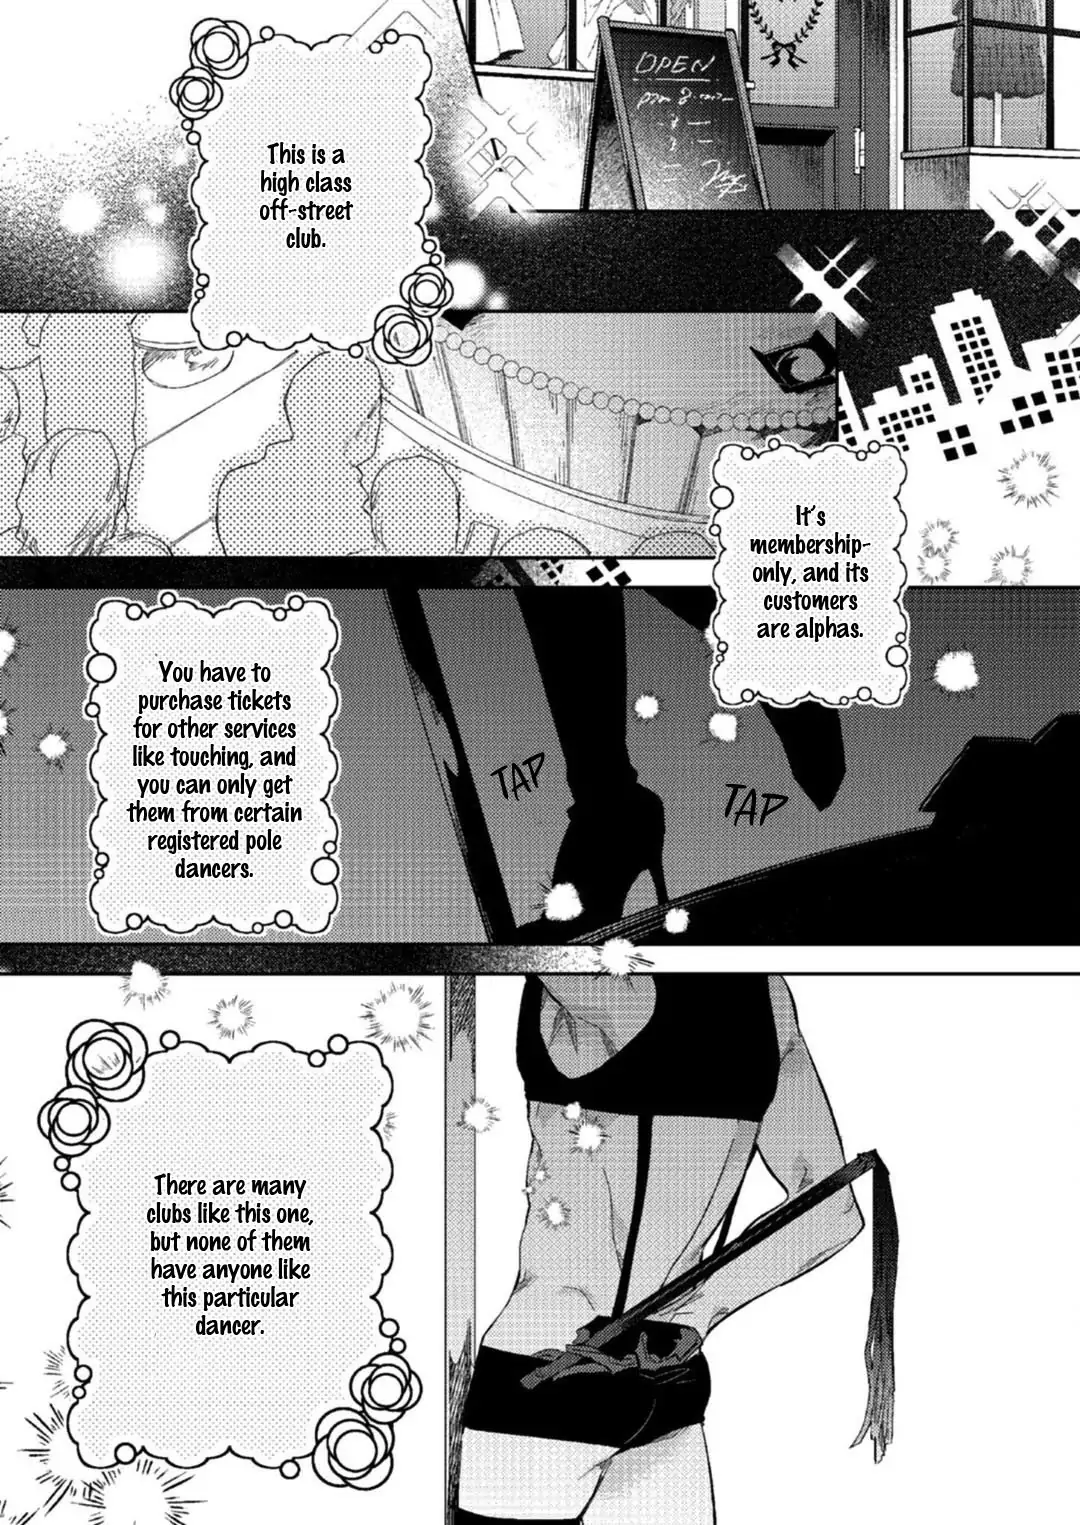 OPEN
This is a
high class
off-street
club.
It's
membership-
only, and its
customers
are alphas.
You have to
purchase tickets
for other services
like touching, and
you can only get
them from certain
registered pole
dancers.
TAP
TAP
There are many
clubs like this one,
but none of them
have anyone like
this particular
dancer.